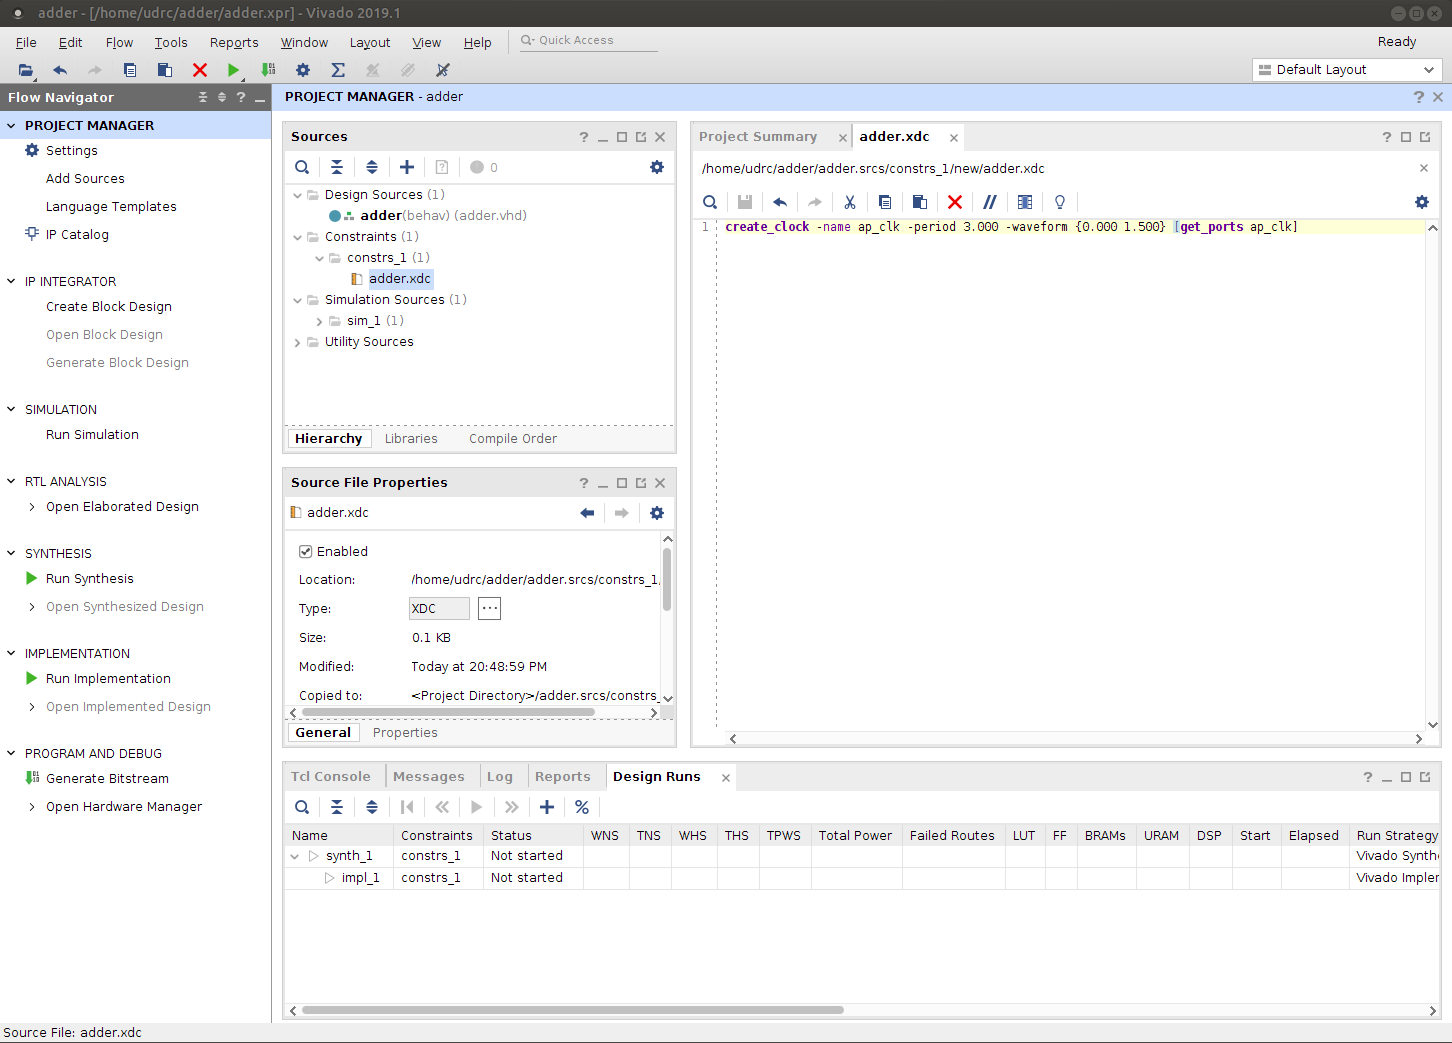 adder - [/home/udrc/adder/adder.xpr] - Vivado 2019.1
File Edit Flow Tools Reports Window Layout View Help Quick Access Ready
Default Layout
Flow Navigator
PROJECT MANAGER
Settings
Add Sources
Language Templates
IP Catalog
IP INTEGRATOR
Create Block Design
Open Block Design
Generate Block Design
SIMULATION
Run Simulation
RTL ANALYSIS
Open Elaborated Design
SYNTHESIS
Run Synthesis
Open Synthesized Design
IMPLEMENTATION
Run Implementation
Open Implemented Design
PROGRAM AND DEBUG
Generate Bitstream
Open Hardware Manager
PROJECT MANAGER - adder
Sources
0
Design Sources (1)
adder(behav) (adder.vhd)
Constraints (1)
constrs_1 (1)
adder.xdc
Simulation Sources (1)
sim_1 (1)
Utility Sources
Hierarchy Libraries Compile Order
Source File Properties
adder.xdc
Enabled
Location: /home/udrc/adder/adder.srcs/constrs_1,
Type: XDC ...
Size: 0.1 KB
Modified: Today at 20:48:59 PM
Copied to: <Project Directory>/adder.srcs/constrs_
General Properties
Project Summary adder.xdc
/home/udrc/adder/adder.srcs/constrs_1/new/adder.xdc
1 create_clock -name ap_clk -period 3.000 -waveform {0.000 1.500} [get_ports ap_clk]
Tcl Console Messages Log Reports Design Runs
Name Constraints Status WNS TNS WHS THS TPWS Total Power Failed Routes LUT FF BRAMs URAM DSP Start Elapsed Run Strategy
synth_1 constrs_1 Not started Vivado Synthe
impl_1 constrs_1 Not started Vivado Implem
Source File: adder.xdc